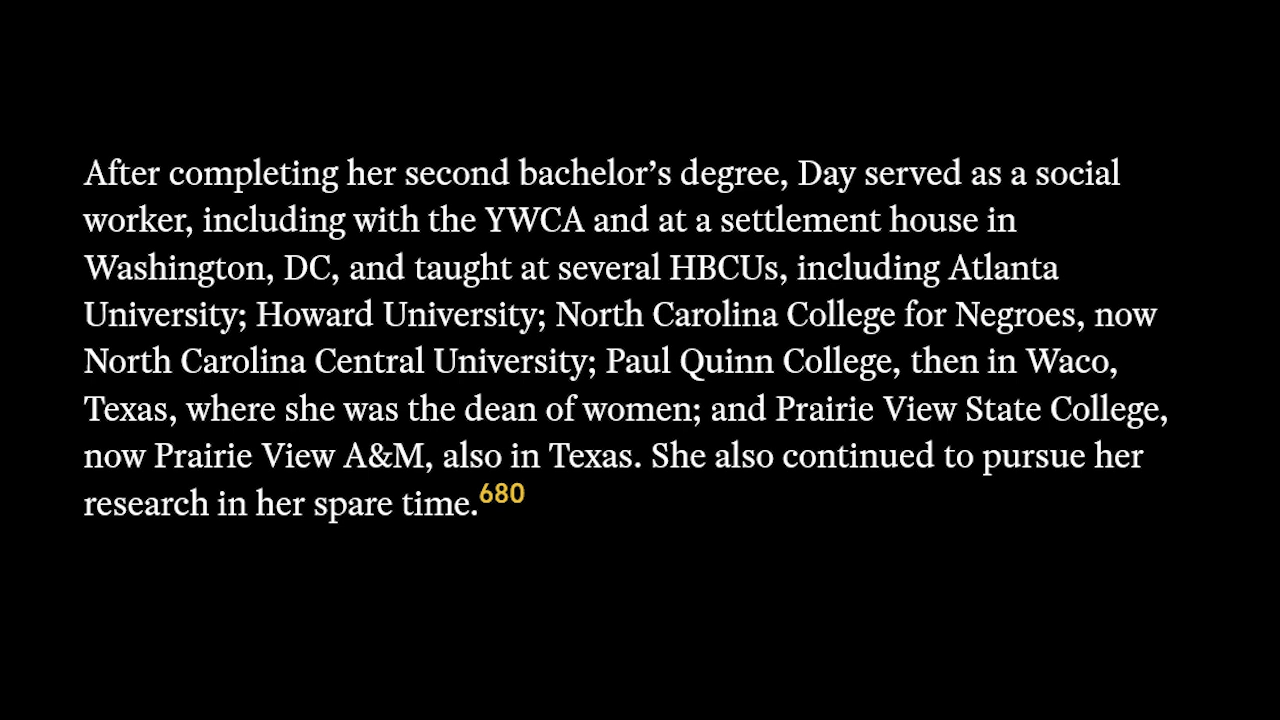 After completing her second bachelor’s degree, Day served as a social
worker, including with the YWCA and at a settlement house in
Washington, DC, and taught at several HBCUs, including Atlanta
University; Howard University; North Carolina College for Negroes, now
North Carolina Central University; Paul Quinn College, then in Waco,
Texas, where she was the dean of women; and Prairie View State College,
now Prairie View A&M, also in Texas. She also continued to pursue her
research in her spare time.680